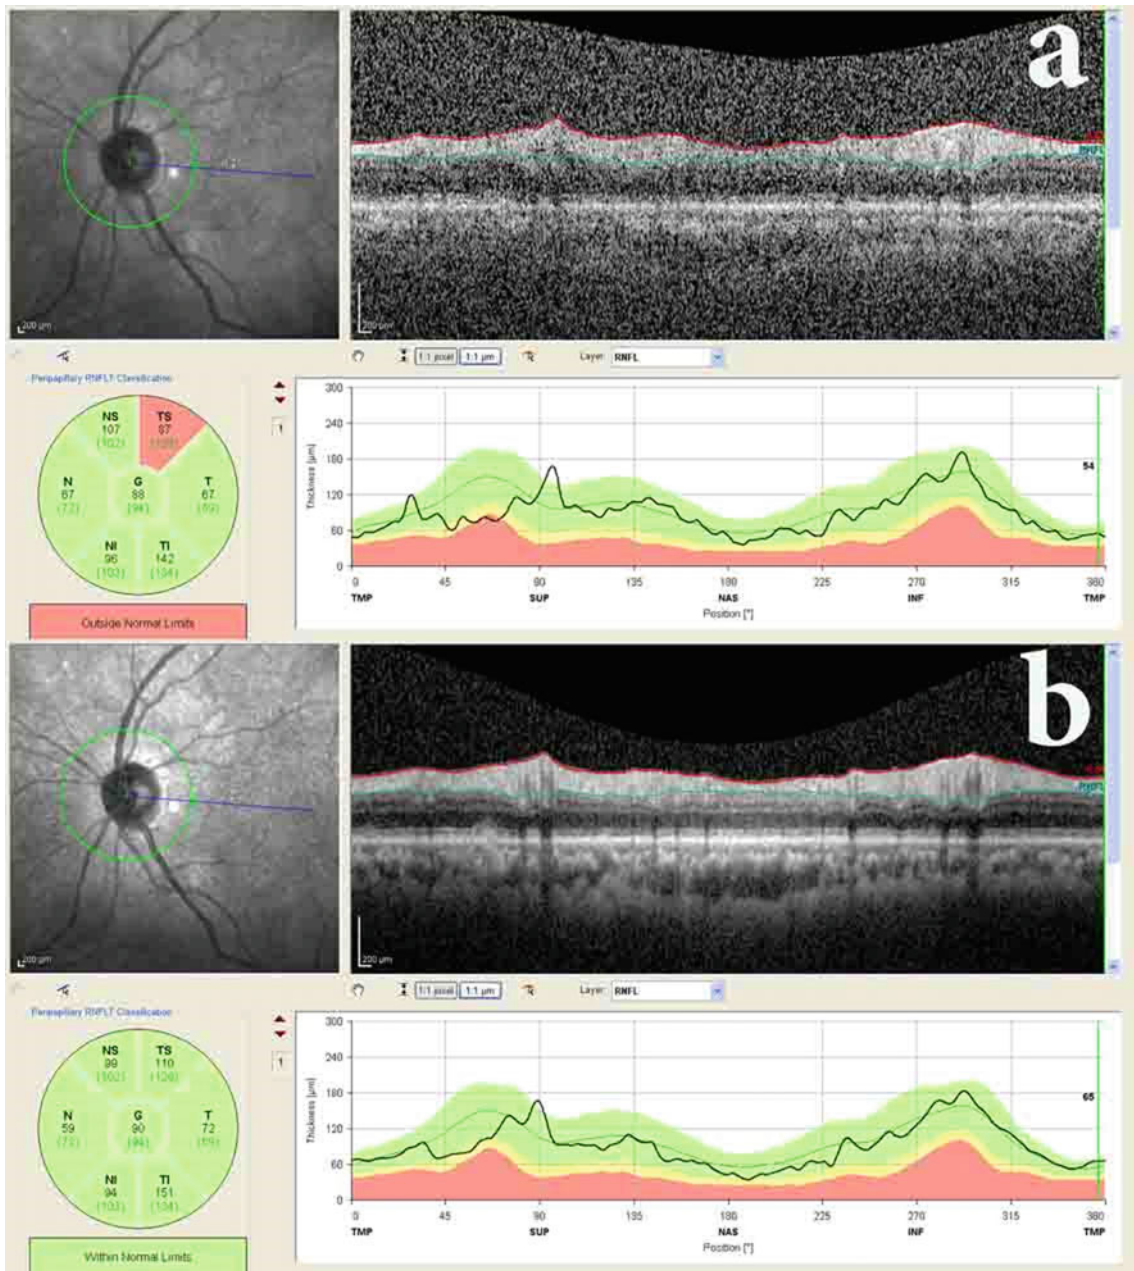 a
200 µm
200 µm
1:1 pixel 1:1 µm Layer: RNFL
Peripapillary RNFLT Classification
NS
107
(102)
TS
87
N
67
(73)
G
88
(96)
T
67
(69)
NI
96
(103)
TI
142
(134)
Outside Normal Limits
1
Thickness [µm]
300
240
180
120
60
0
54
0 45 90 135 180 225 270 315 360
TMP SUP NAS INF TMP
Position [°]
b
200 µm
200 µm
1:1 pixel 1:1 µm Layer: RNFL
Peripapillary RNFLT Classification
NS
99
(102)
TS
110
N
59
(73)
G
90
(96)
T
72
(69)
NI
94
(103)
TI
151
(134)
Within Normal Limits
1
Thickness [µm]
300
240
180
120
60
0
65
0 45 90 135 180 225 270 315 360
TMP SUP NAS INF TMP
Position [°]